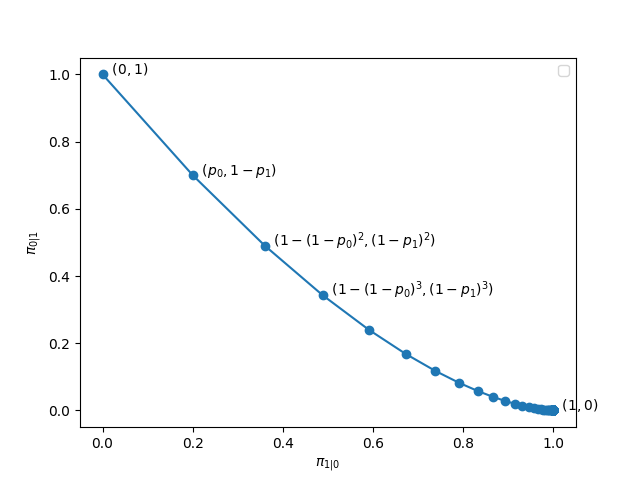 1.0
0.8
0.6
0.4
0.2
0.0
π_{0|1}
(0, 1)
(p_0, 1 − p_1)
(1 − (1 − p_0)^2, (1 − p_1)^2)
(1 − (1 − p_0)^3, (1 − p_1)^3)
(1, 0)
0.0 0.2 0.4 0.6 0.8 1.0
π_{1|0}